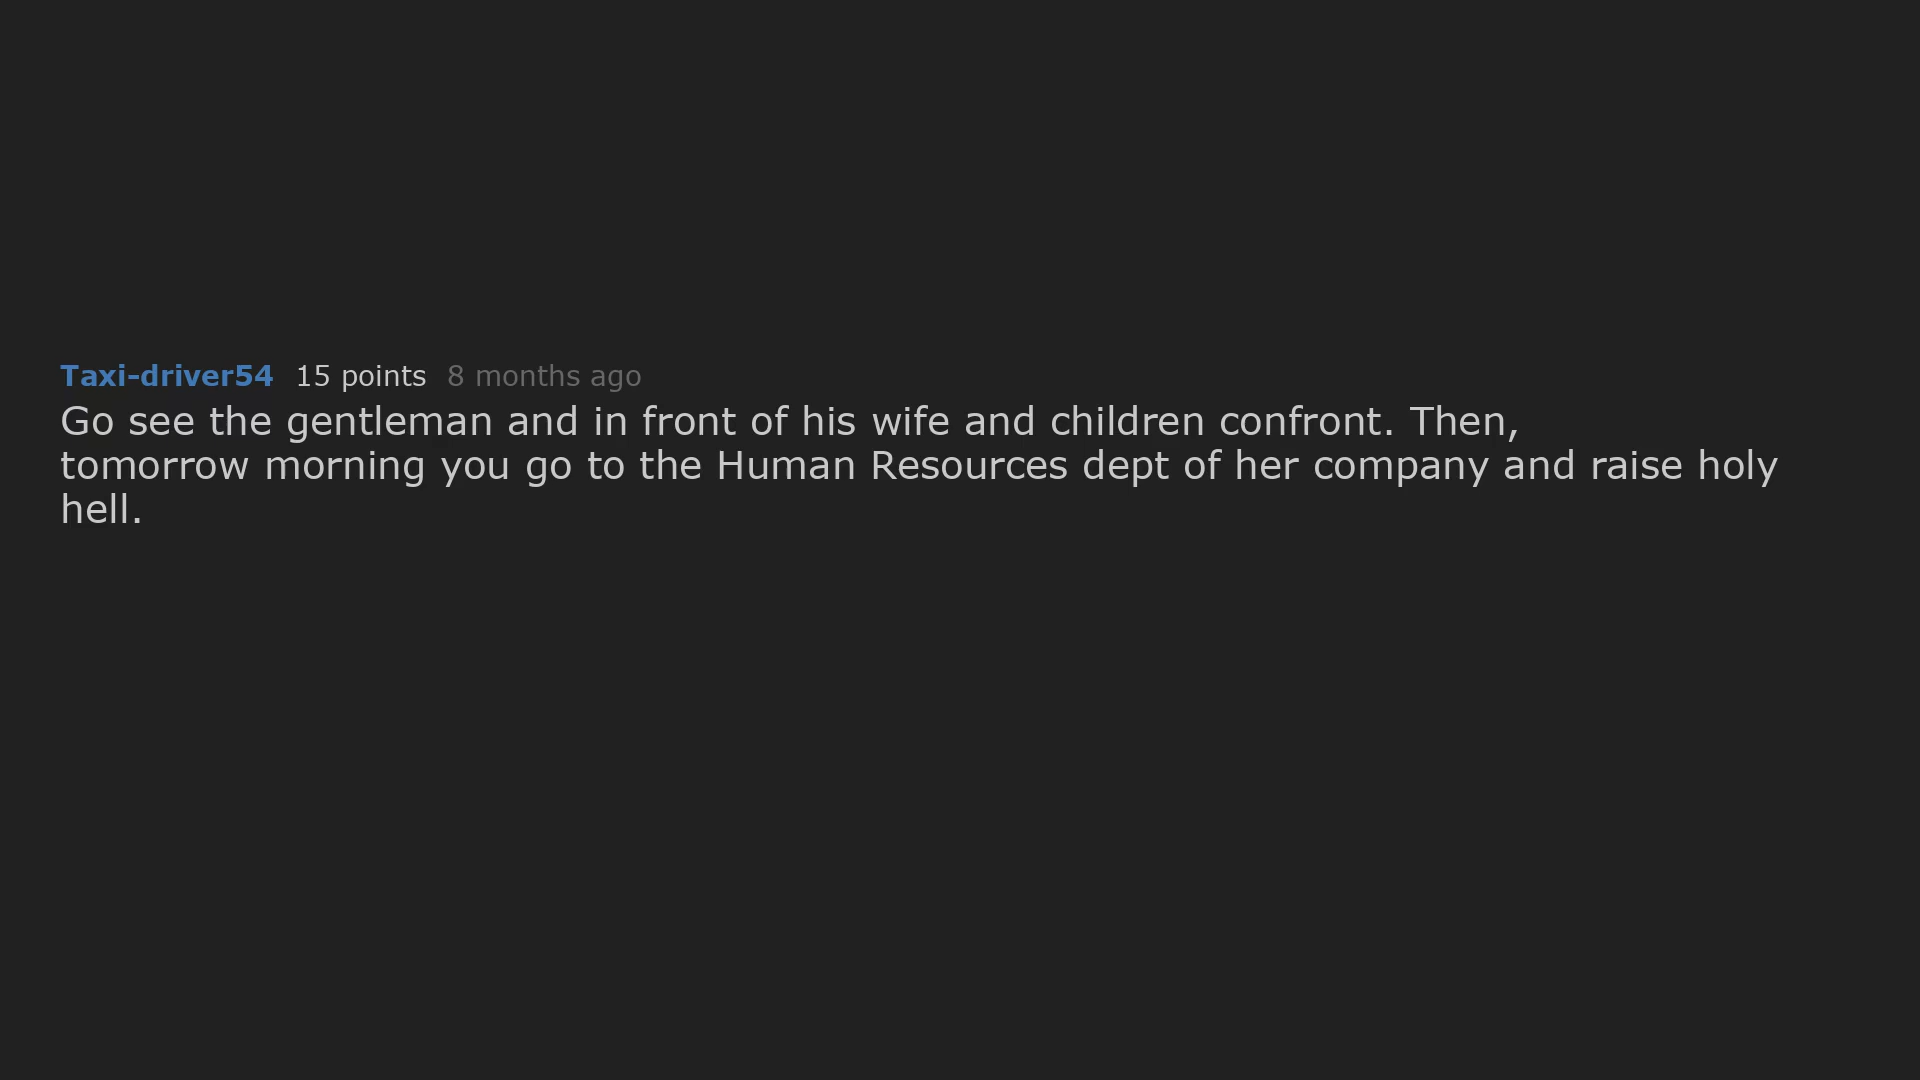 Taxi-driver54 15 points 8 months ago
Go see the gentleman and in front of his wife and children confront. Then,
tomorrow morning you go to the Human Resources dept of her company and raise holy
hell.